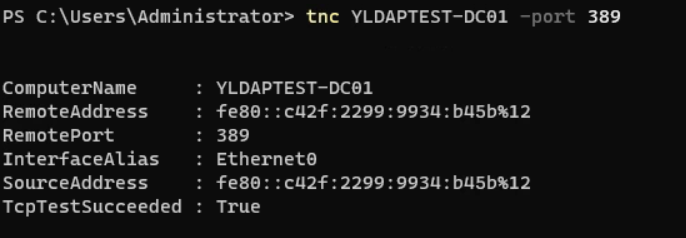 PS C:\Users\Administrator> tnc YLDAPTEST-DC01 -port 389
ComputerName     : YLDAPTEST-DC01
RemoteAddress    : fe80::c42f:2299:9934:b45b%12
RemotePort       : 389
InterfaceAlias   : Ethernet0
SourceAddress    : fe80::c42f:2299:9934:b45b%12
TcpTestSucceeded : True